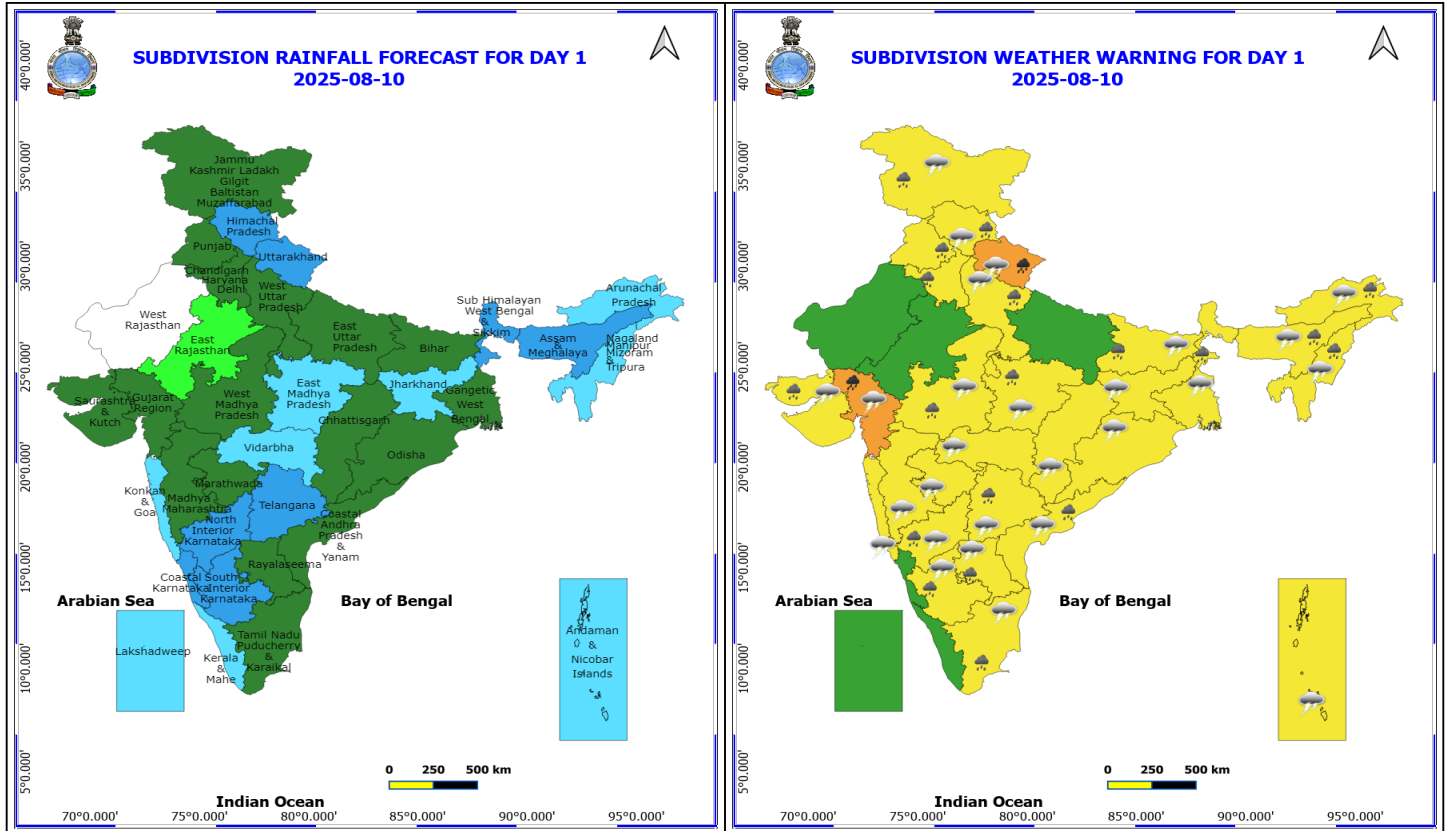 SUBDIVISION RAINFALL FORECAST FOR DAY 1
2025-08-10
40°0.000'
35°0.000'
30°0.000'
25°0.000'
20°0.000'
15°0.000'
10°0.000'
5°0.000'
Jammu
Kashmir Ladakh
Gilgit
Baltistan
Muzaffarabad
Himachal
Pradesh
Punjab
Uttarakhand
Chandigarh
Haryana
Delhi
West
Uttar
Pradesh
West
Rajasthan
East
Rajasthan
East
Uttar
Pradesh
Bihar
Sub Himalayan
West Bengal
&
Sikkim
Arunachal
Pradesh
Assam
&
Meghalaya
Nagaland
Manipur
Mizoram
&
Tripura
Saurashtra
&
Kutch
Gujarat
Region
West
Madhya
Pradesh
East
Madhya
Pradesh
Jharkhand
Gangetic
West
Bengal
Chhattisgarh
Odisha
Vidarbha
Konkan
&
Goa
Madhya
Maharashtra
Marathwada
Telangana
North
Interior
Karnataka
Coastal
Andhra
Pradesh
&
Yanam
Rayalaseema
Coastal
Karnataka
South
Interior
Karnataka
Tamil Nadu
Puducherry
&
Karaikal
Kerala
&
Mahe
Arabian Sea
Bay of Bengal
Lakshadweep
Andaman
&
Nicobar
Islands
0 250 500 km
Indian Ocean
70°0.000' 75°0.000' 80°0.000' 85°0.000' 90°0.000' 95°0.000'
SUBDIVISION WEATHER WARNING FOR DAY 1
2025-08-10
40°0.000'
35°0.000'
30°0.000'
25°0.000'
20°0.000'
15°0.000'
10°0.000'
5°0.000'
Arabian Sea
Bay of Bengal
0 250 500 km
Indian Ocean
70°0.000' 75°0.000' 80°0.000' 85°0.000' 90°0.000' 95°0.000'